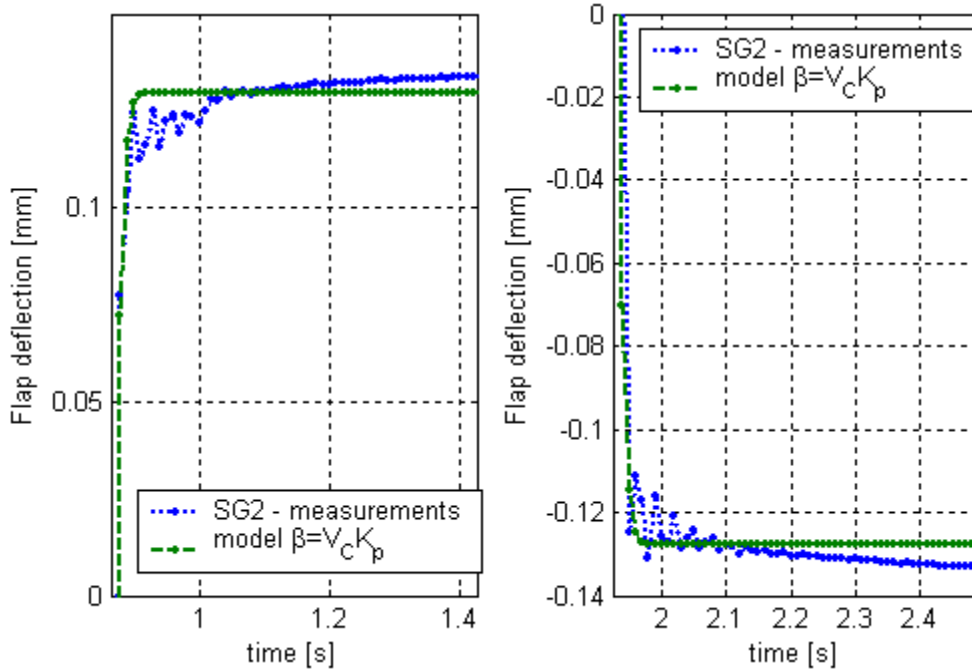 Flap deflection [mm]
0.1
0.05
0
SG2 - measurements
model β=V_CK_p
1
1.2
1.4
time [s]
Flap deflection [mm]
0
-0.02
-0.04
-0.06
-0.08
-0.1
-0.12
-0.14
SG2 - measurements
model β=V_CK_p
2
2.1
2.2
2.3
2.4
time [s]